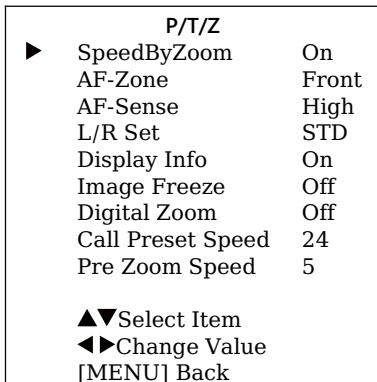 P/T/Z
▶ SpeedByZoom On
AF-Zone Front
AF-Sense High
L/R Set STD
Display Info On
Image Freeze Off
Digital Zoom Off
Call Preset Speed 24
Pre Zoom Speed 5
▲▼Select Item
◀▶Change Value
[MENU] Back